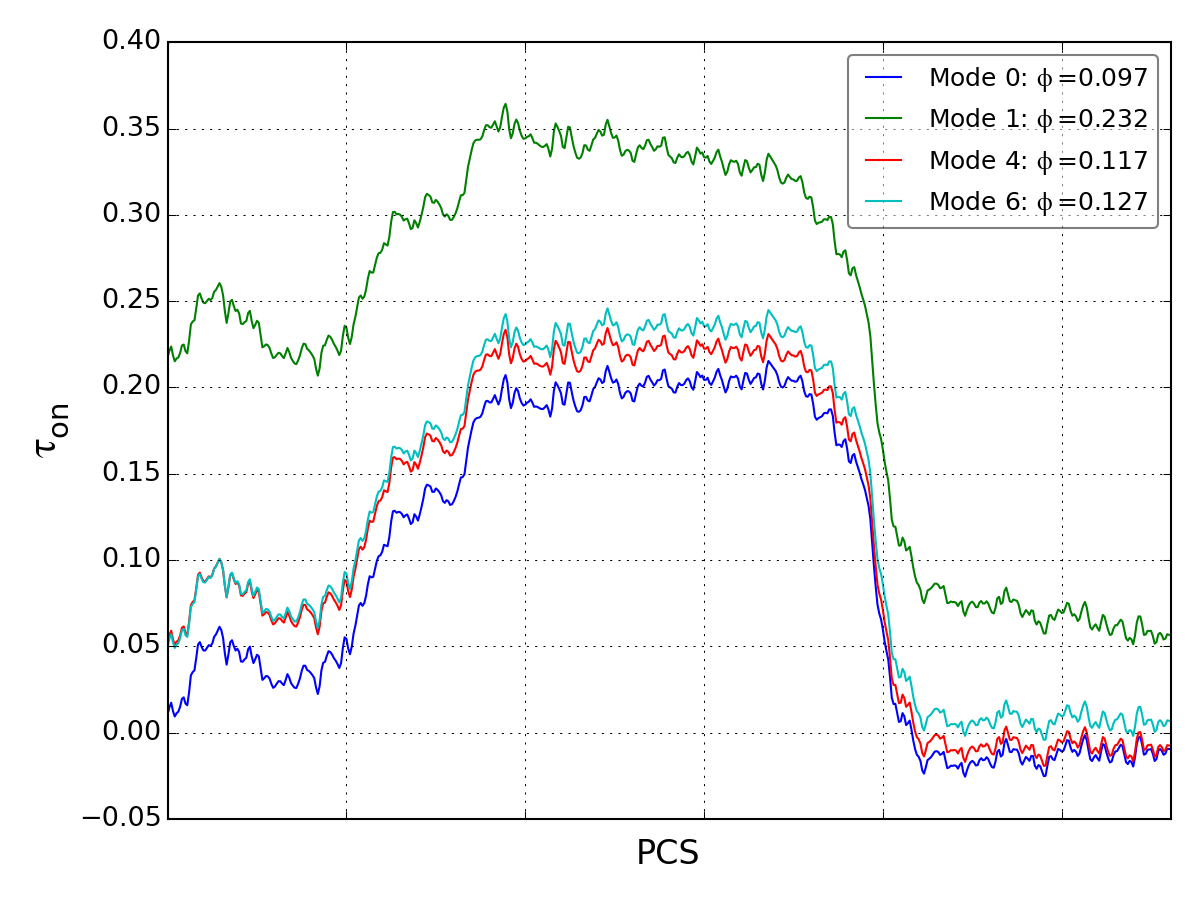 0.40
0.35
0.30
0.25
0.20
0.15
0.10
0.05
0.00
−0.05
τon
PCS
Mode 0: ϕ=0.097
Mode 1: ϕ=0.232
Mode 4: ϕ=0.117
Mode 6: ϕ=0.127